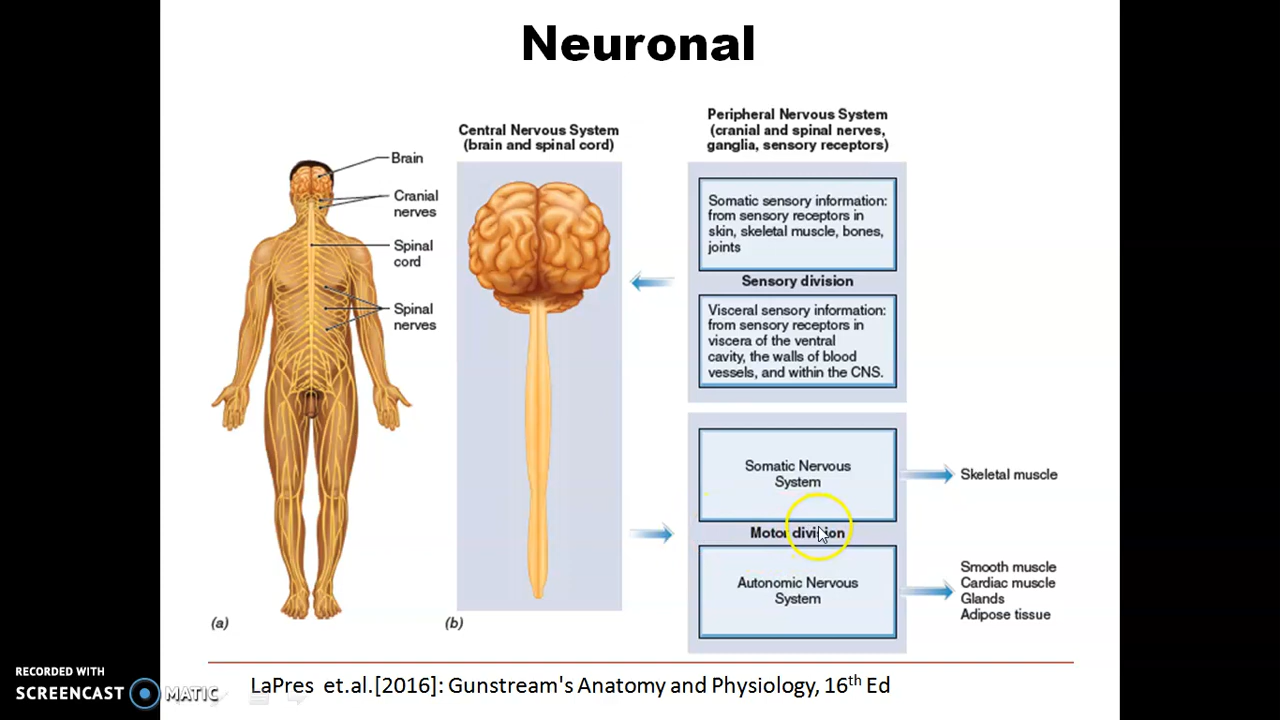 Neuronal
Brain
Cranial
nerves
Spinal
cord
Spinal
nerves
(a)
Central Nervous System
(brain and spinal cord)
(b)
Peripheral Nervous System
(cranial and spinal nerves,
ganglia, sensory receptors)
Somatic sensory information:
from sensory receptors in
skin, skeletal muscle, bones,
joints
Sensory division
Visceral sensory information:
from sensory receptors in
viscera of the ventral
cavity, the walls of blood
vessels, and within the CNS.
Somatic Nervous
System
Skeletal muscle
Motor division
Autonomic Nervous
System
Smooth muscle
Cardiac muscle
Glands
Adipose tissue
LaPres et.al.[2016]: Gunstream's Anatomy and Physiology, 16th Ed
RECORDED WITH
SCREENCAST MATIC